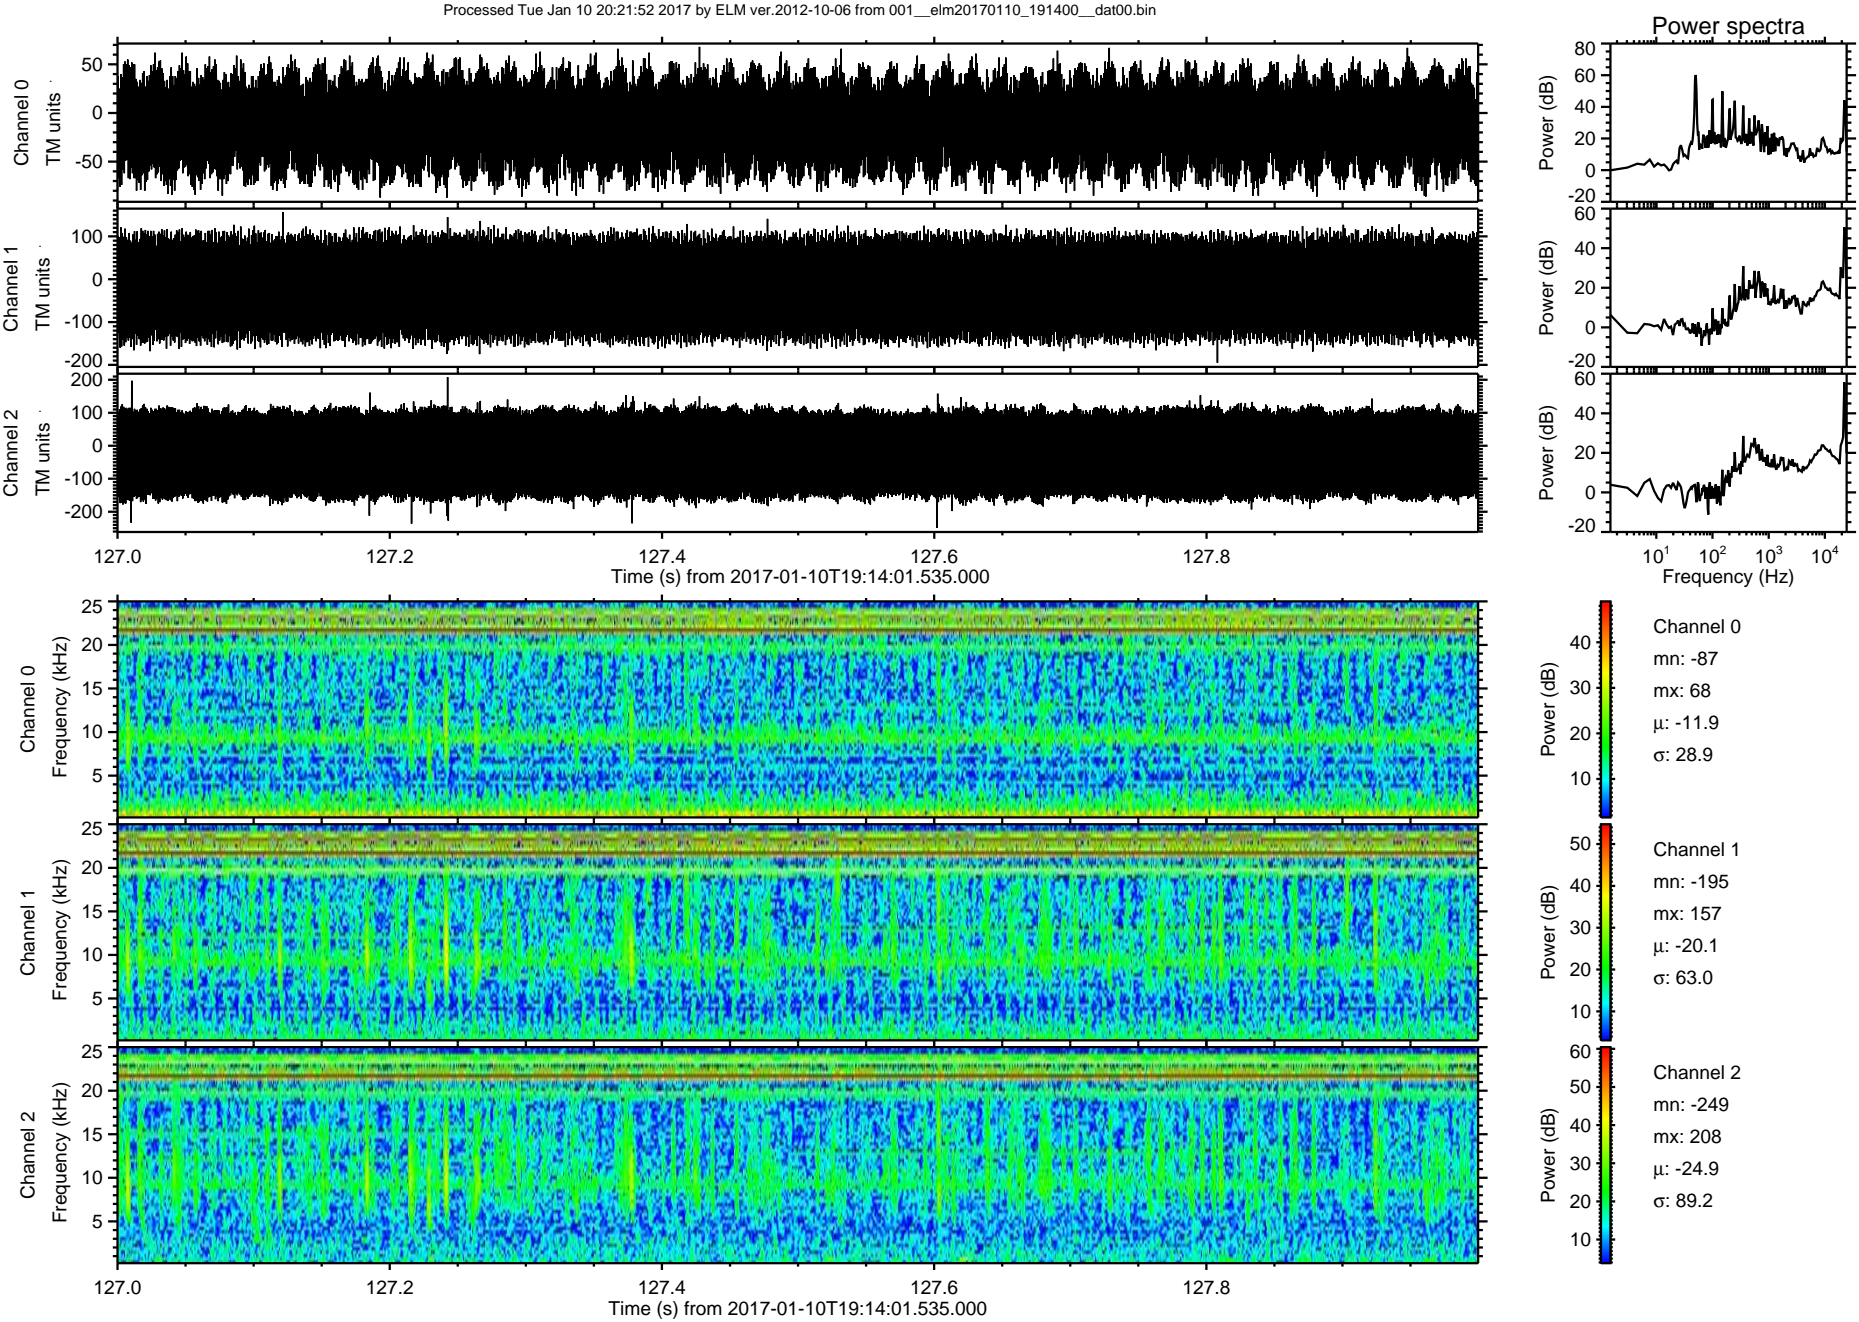 Processed Tue Jan 10 20:21:52 2017 by ELM ver.2012-10-06 from 001__elm20170110_191400__dat00.bin
Power spectra
Channel 0
TM units
50
0
-50
Power (dB)
80
60
40
20
0
-20
Channel 1
TM units
100
0
-100
-200
Power (dB)
60
40
20
0
-20
Channel 2
TM units
200
100
0
-100
-200
Power (dB)
60
40
20
0
-20
127.0 127.2 127.4 127.6 127.8
Time (s) from 2017-01-10T19:14:01.535.000
10^1 10^2 10^3 10^4
Frequency (Hz)
Channel 0
Frequency (kHz)
25
20
15
10
5
Power (dB)
40
30
20
10
Channel 0
mn: -87
mx: 68
µ: -11.9
σ: 28.9
Channel 1
Frequency (kHz)
25
20
15
10
5
Power (dB)
50
40
30
20
10
Channel 1
mn: -195
mx: 157
µ: -20.1
σ: 63.0
Channel 2
Frequency (kHz)
25
20
15
10
5
Power (dB)
60
50
40
30
20
10
Channel 2
mn: -249
mx: 208
µ: -24.9
σ: 89.2
127.0 127.2 127.4 127.6 127.8
Time (s) from 2017-01-10T19:14:01.535.000